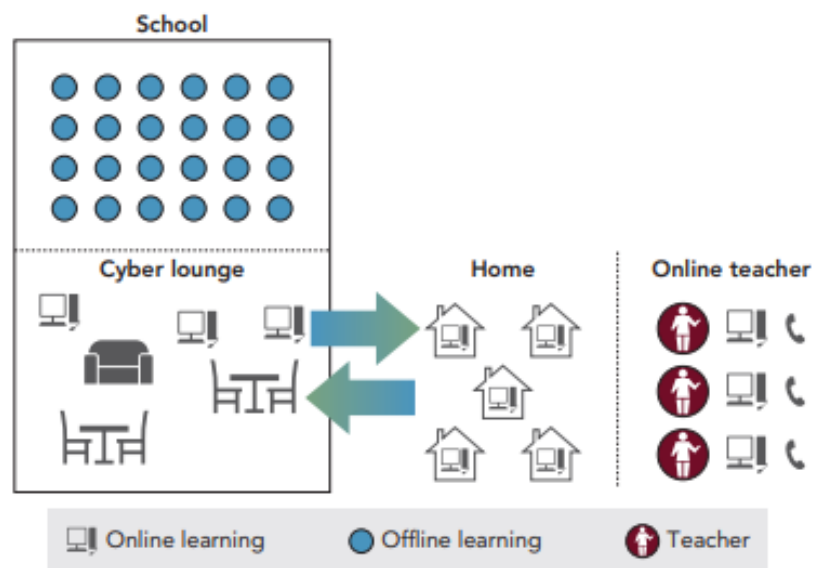 School
Cyber lounge
Home
Online teacher
Online learning
Offline learning
Teacher